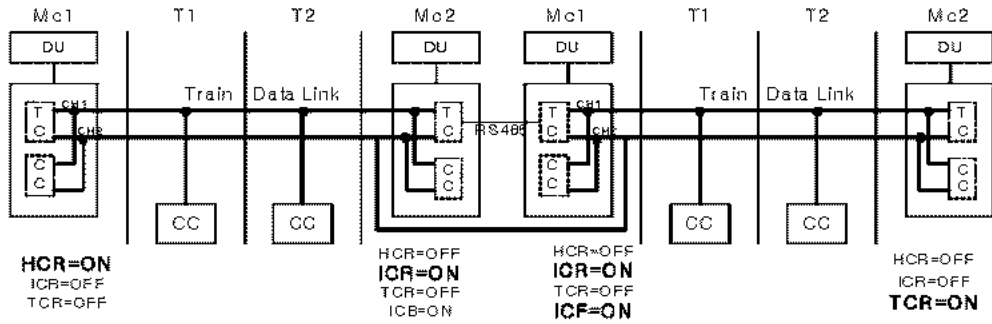 Mc1 T1 T2 Mc2 Mc1 T1 T2 Mc2
DU DU DU DU
Train Data Link Train Data Link
T CH1 T T CH1 T
C CH2 C RS485 C C
C C C C
C C C C
CC CC CC CC
HCR=ON
ICR=OFF
TCR=OFF
HCR=OFF
ICR=ON
TCR=OFF
ICB=ON
HCR=OFF
ICR=ON
TCR=OFF
ICF=ON
HCR=OFF
ICR=OFF
TCR=ON